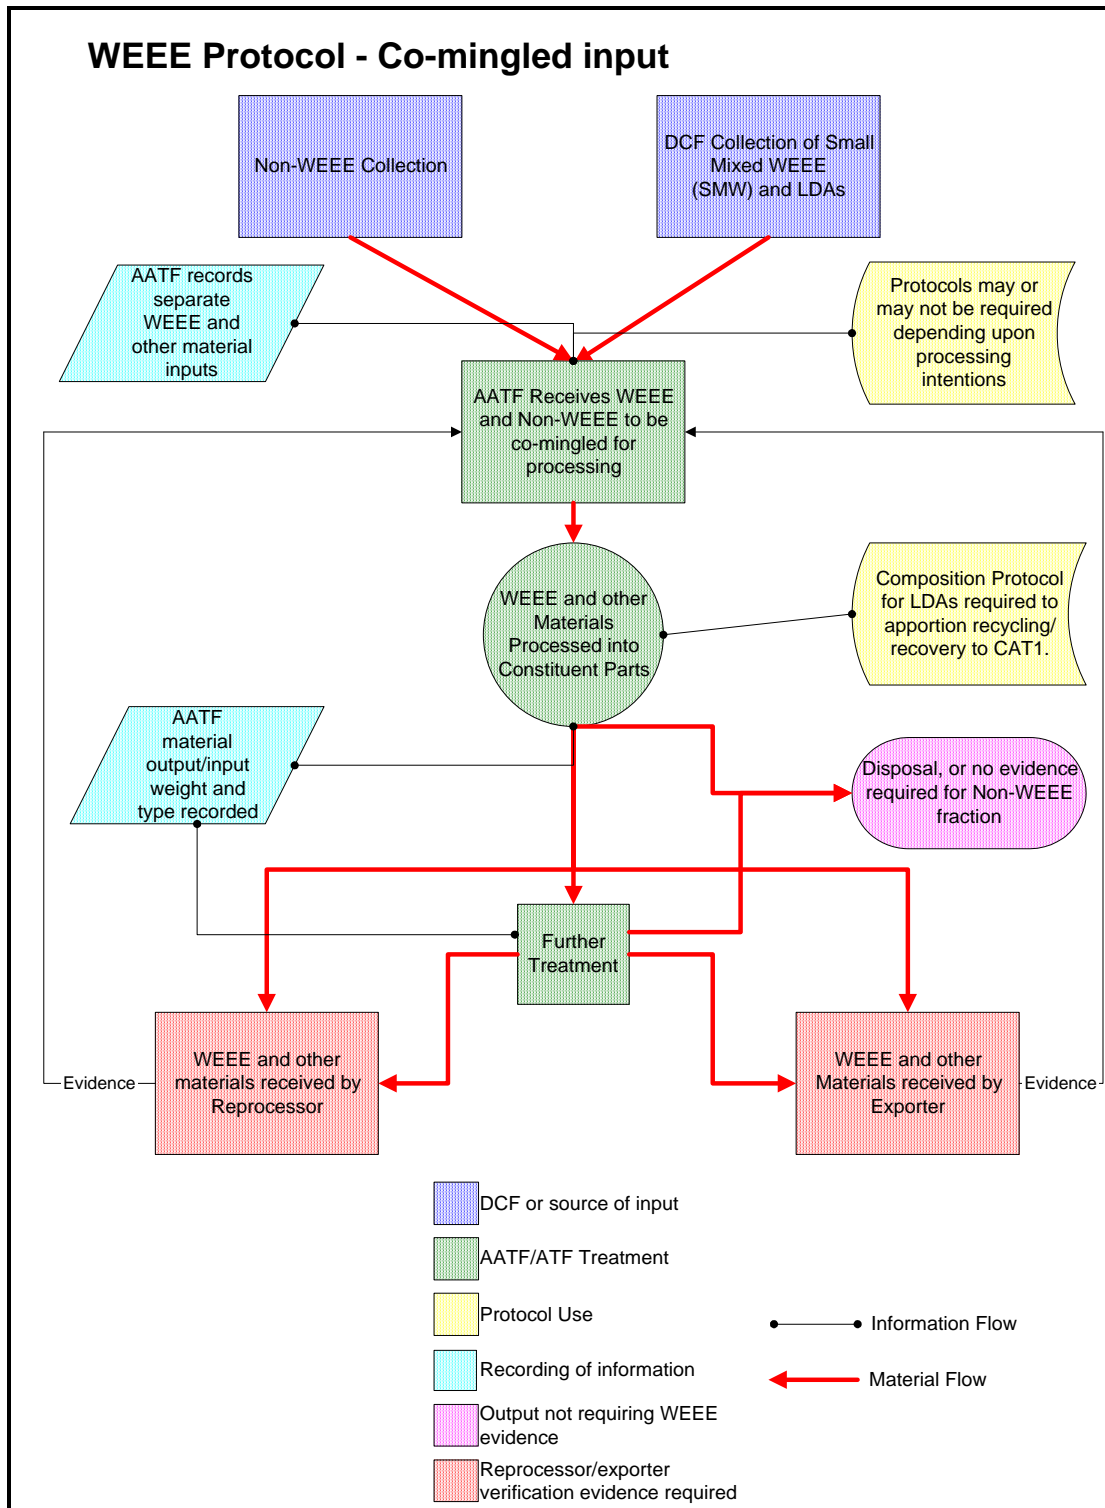 WEEE Protocol - Co-mingled input
Non-WEEE Collection
DCF Collection of Small
Mixed WEEE
(SMW) and LDAs
AATF records
separate
WEEE and
other material
inputs
Protocols may or
may not be required
depending upon
processing
intentions
AATF Receives WEEE
and Non-WEEE to be
co-mingled for
processing
WEEE and other
Materials
Processed into
Constituent Parts
Composition Protocol
for LDAs required to
apportion recycling/
recovery to CAT1.
AATF
material
output/input
weight and
type recorded
Disposal, or no evidence
required for Non-WEEE
fraction
Further
Treatment
WEEE and other
materials received by
Reprocessor
WEEE and other
Materials received by
Exporter
Evidence
Evidence
DCF or source of input
AATF/ATF Treatment
Protocol Use
Recording of information
Output not requiring WEEE
evidence
Reprocessor/exporter
verification evidence required
Information Flow
Material Flow